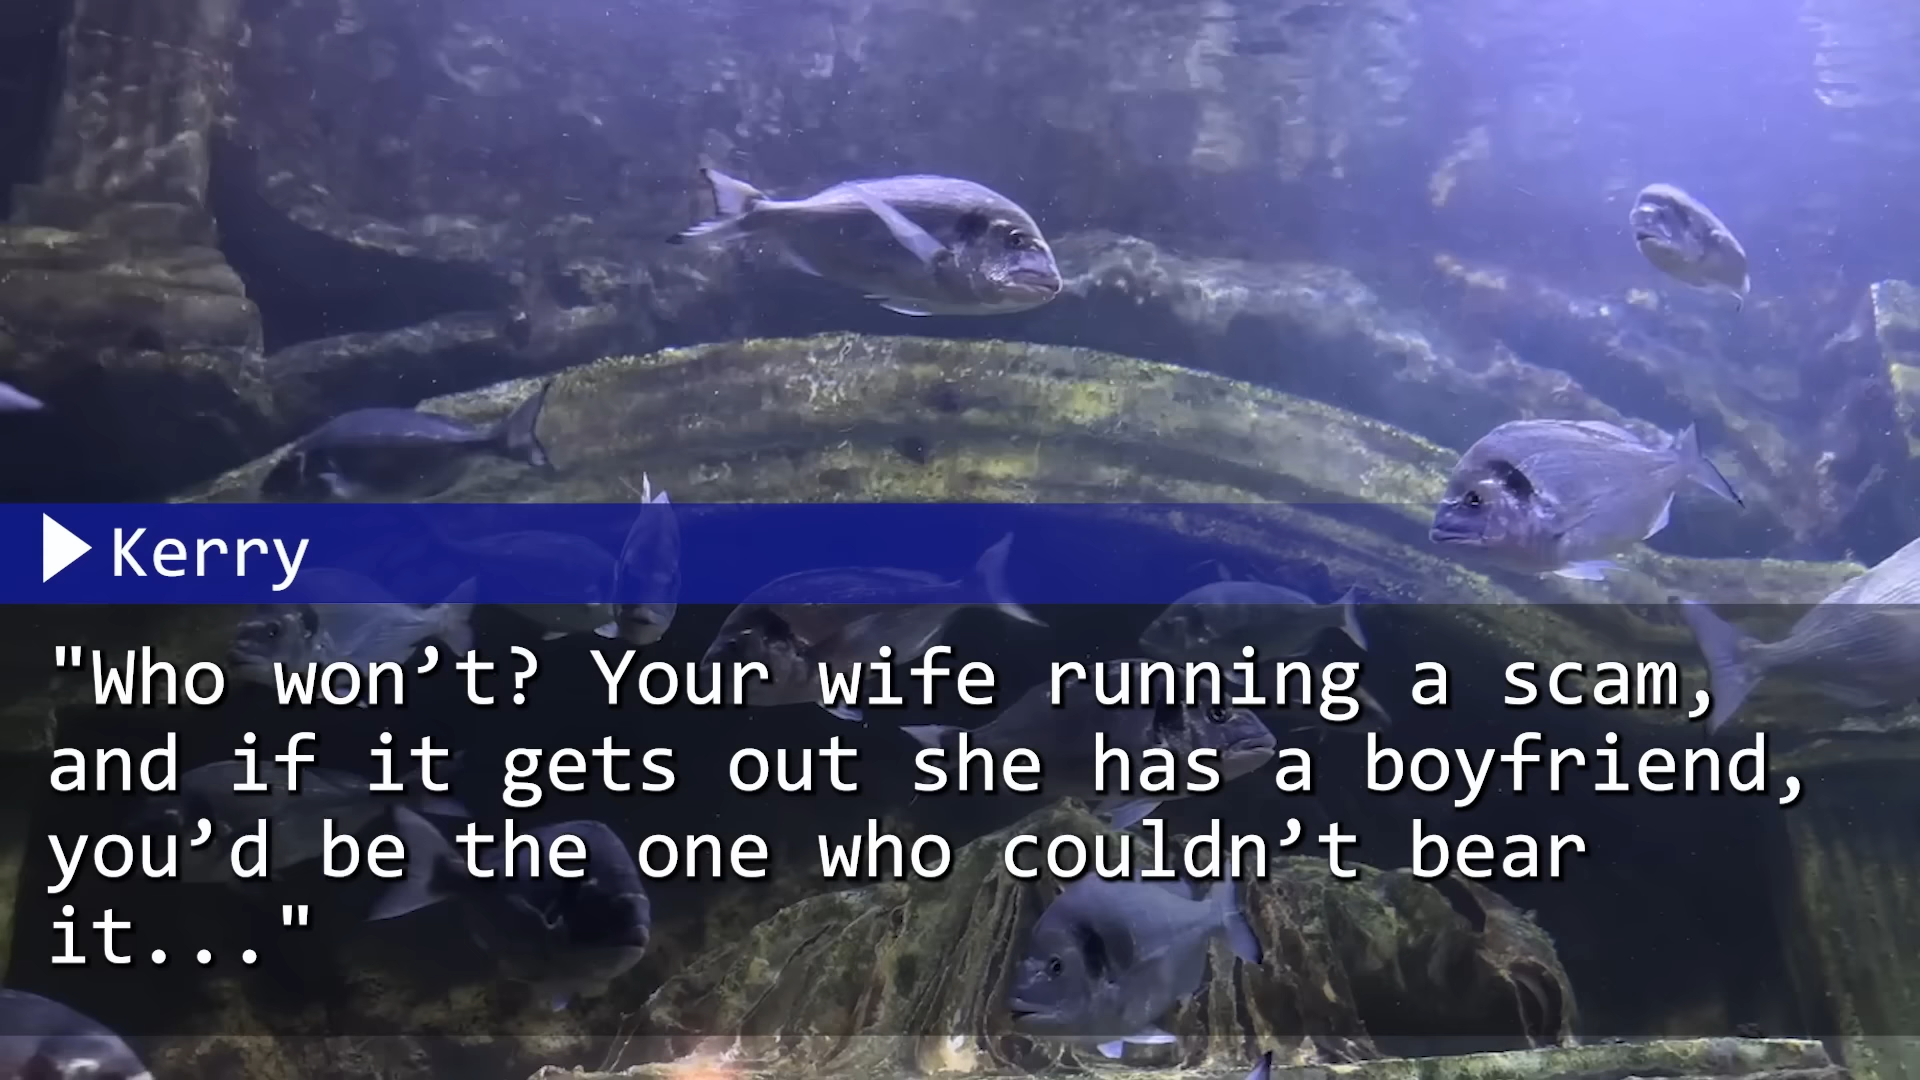 Kerry
"Who won’t? Your wife running a scam,
and if it gets out she has a boyfriend,
you’d be the one who couldn’t bear
it..."